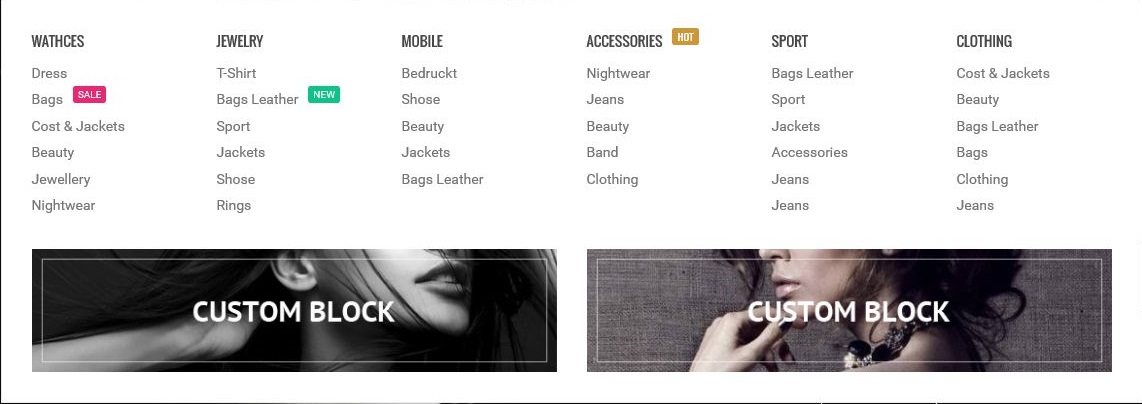 WATHCES
Dress
Bags SALE
Cost & Jackets
Beauty
Jewellery
Nightwear
JEWELRY
T-Shirt
Bags Leather NEW
Sport
Jackets
Shose
Rings
MOBILE
Bedruckt
Shose
Beauty
Jackets
Bags Leather
ACCESSORIES HOT
Nightwear
Jeans
Beauty
Band
Clothing
SPORT
Bags Leather
Sport
Jackets
Accessories
Jeans
Jeans
CLOTHING
Cost & Jackets
Beauty
Bags Leather
Bags
Clothing
Jeans
CUSTOM BLOCK
CUSTOM BLOCK